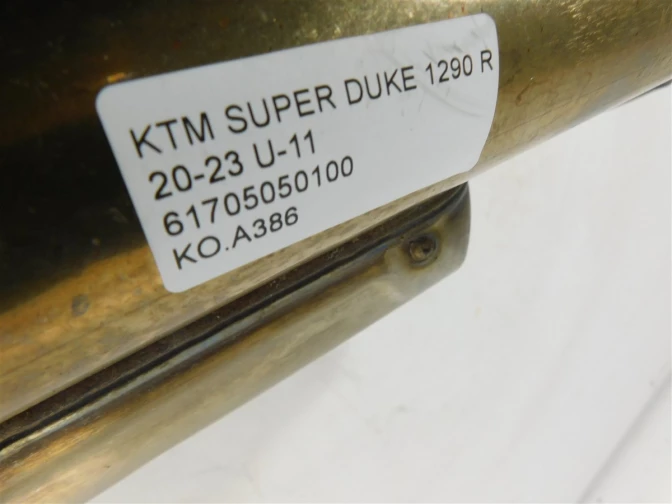 KTM SUPER DUKE 1290 R
20-23 U-11
61705050100
KO.A386